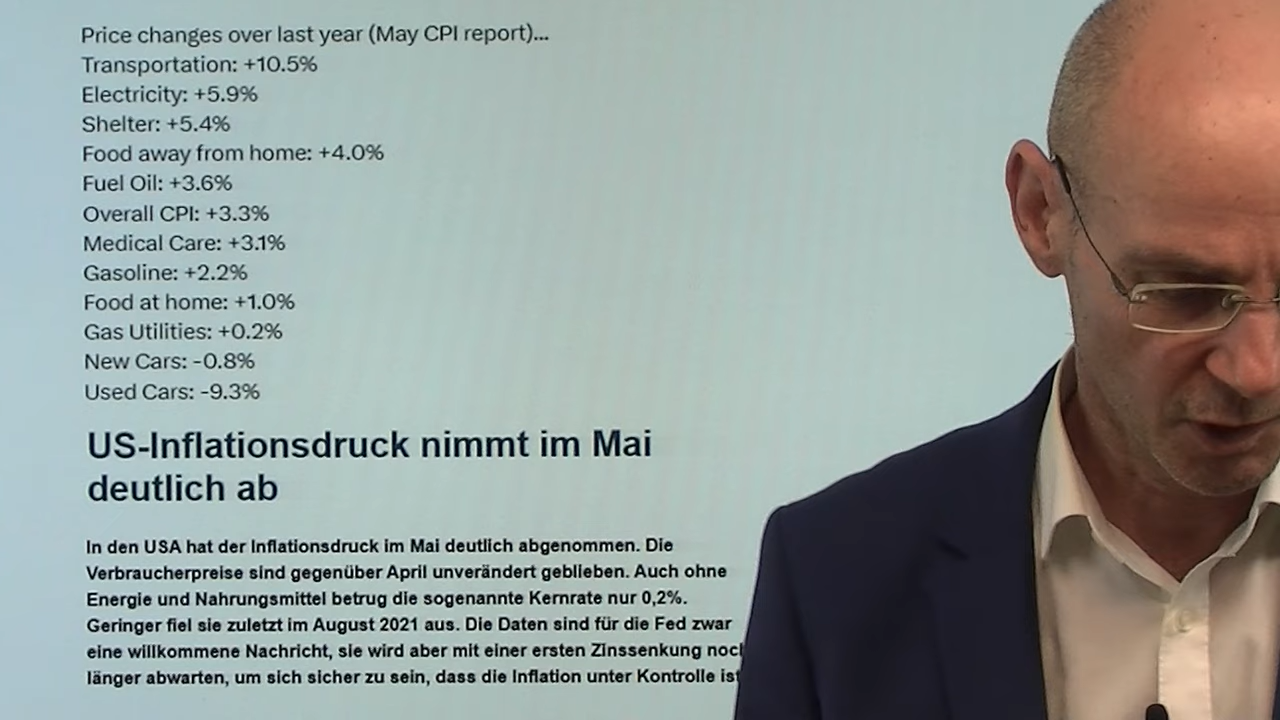 Price changes over last year (May CPI report)...
Transportation: +10.5%
Electricity: +5.9%
Shelter: +5.4%
Food away from home: +4.0%
Fuel Oil: +3.6%
Overall CPI: +3.3%
Medical Care: +3.1%
Gasoline: +2.2%
Food at home: +1.0%
Gas Utilities: +0.2%
New Cars: -0.8%
Used Cars: -9.3%
US-Inflationsdruck nimmt im Mai
deutlich ab
In den USA hat der Inflationsdruck im Mai deutlich abgenommen. Die
Verbraucherpreise sind gegenüber April unverändert geblieben. Auch ohne
Energie und Nahrungsmittel betrug die sogenannte Kernrate nur 0,2%.
Geringer fiel sie zuletzt im August 2021 aus. Die Daten sind für die Fed zwar
eine willkommene Nachricht, sie wird aber mit einer ersten Zinssenkung noch
länger abwarten, um sich sicher zu sein, dass die Inflation unter Kontrolle ist